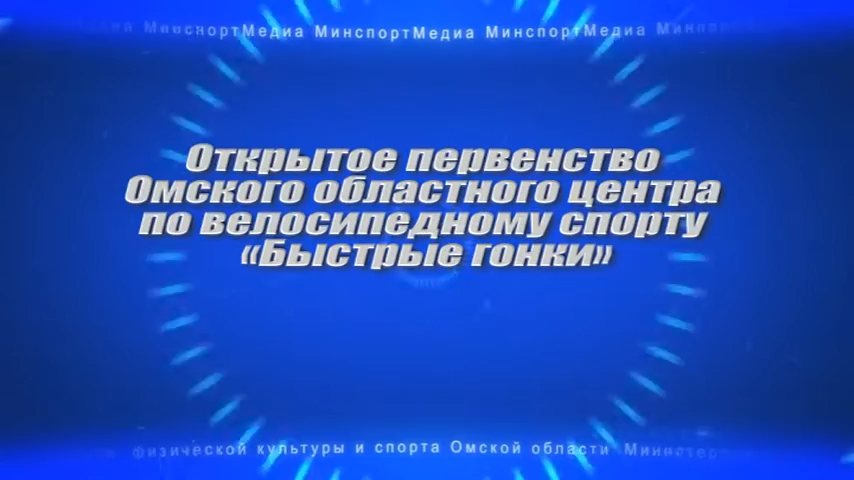 МинспортМедиа МинспортМедиа МинспортМедиа
Открытое первенство
Омского областного центра
по велосипедному спорту
«Быстрые гонки»
физической культуры и спорта Омской области